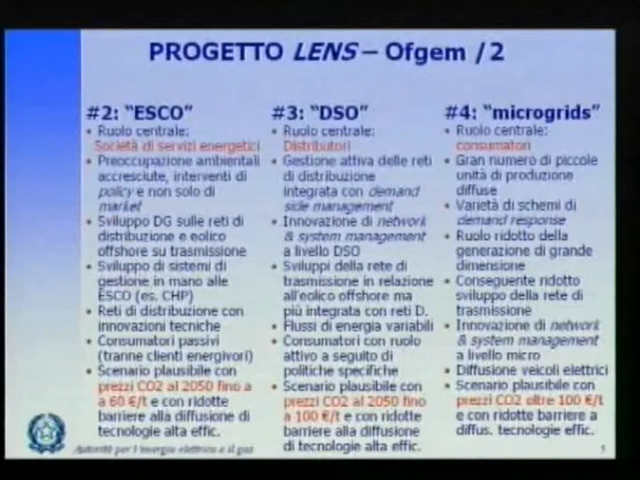 PROGETTO LENS – Ofgem /2
#2: “ESCO”
• Ruolo centrale:
Società di servizi energetici
• Preoccupazione ambientali
accresciute, interventi di
policy e non solo di
market
• Sviluppo DG sulle reti di
distribuzione e eolico
offshore su trasmissione
• Sviluppo di sistemi di
gestione in mano alle
ESCO (es. CHP)
• Reti di distribuzione con
innovazioni tecniche
• Consumatori passivi
(tranne clienti energivori)
• Scenario plausibile con
prezzi CO2 al 2050 fino a
a 60 €/t e con ridotte
barriere alla diffusione di
tecnologie alta effic.
#3: “DSO”
• Ruolo centrale:
Distributori
• Gestione attiva delle reti
di distribuzione
integrata con demand
side management
• Innovazione di network
& system management
a livello DSO
• Sviluppi della rete di
trasmissione in relazione
all'eolico offshore ma
più integrata con reti D.
• Flussi di energia variabili
• Consumatori con ruolo
attivo a seguito di
politiche specifiche
• Scenario plausibile con
prezzi CO2 al 2050 fino
a 100 €/t e con ridotte
barriere alla diffusione
di tecnologie alta effic.
#4: “microgrids”
• Ruolo centrale:
consumatori
• Gran numero di piccole
unità di produzione
diffuse
• Varietà di schemi di
demand response
• Ruolo ridotto della
generazione di grande
dimensione
• Conseguente ridotto
sviluppo della rete di
trasmissione
• Innovazione di network
& system management
a livello micro
• Diffusione veicoli elettrici
• Scenario plausibile con
prezzi CO2 oltre 100 €/t
e con ridotte barriere a
diffus. tecnologie effic.
Autorità per l'energia elettrica e il gas
5